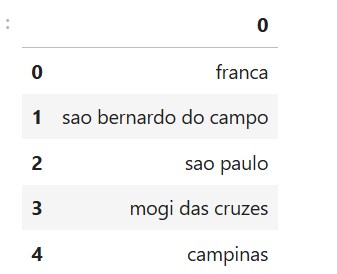 :
0
0 franca
1 sao bernardo do campo
2 sao paulo
3 mogi das cruzes
4 campinas